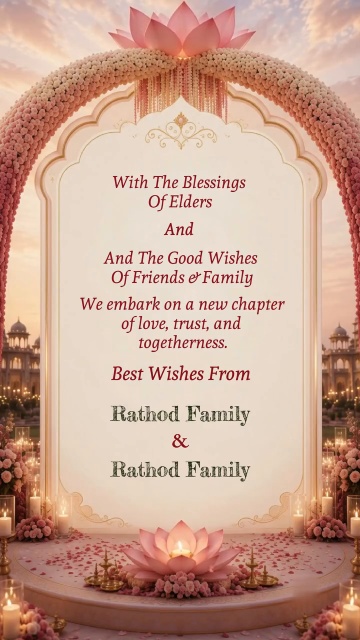 With The Blessings
Of Elders
And
And The Good Wishes
Of Friends & Family
We embark on a new chapter
of love, trust, and
togetherness.
Best Wishes From
Rathod Family
&
Rathod Family